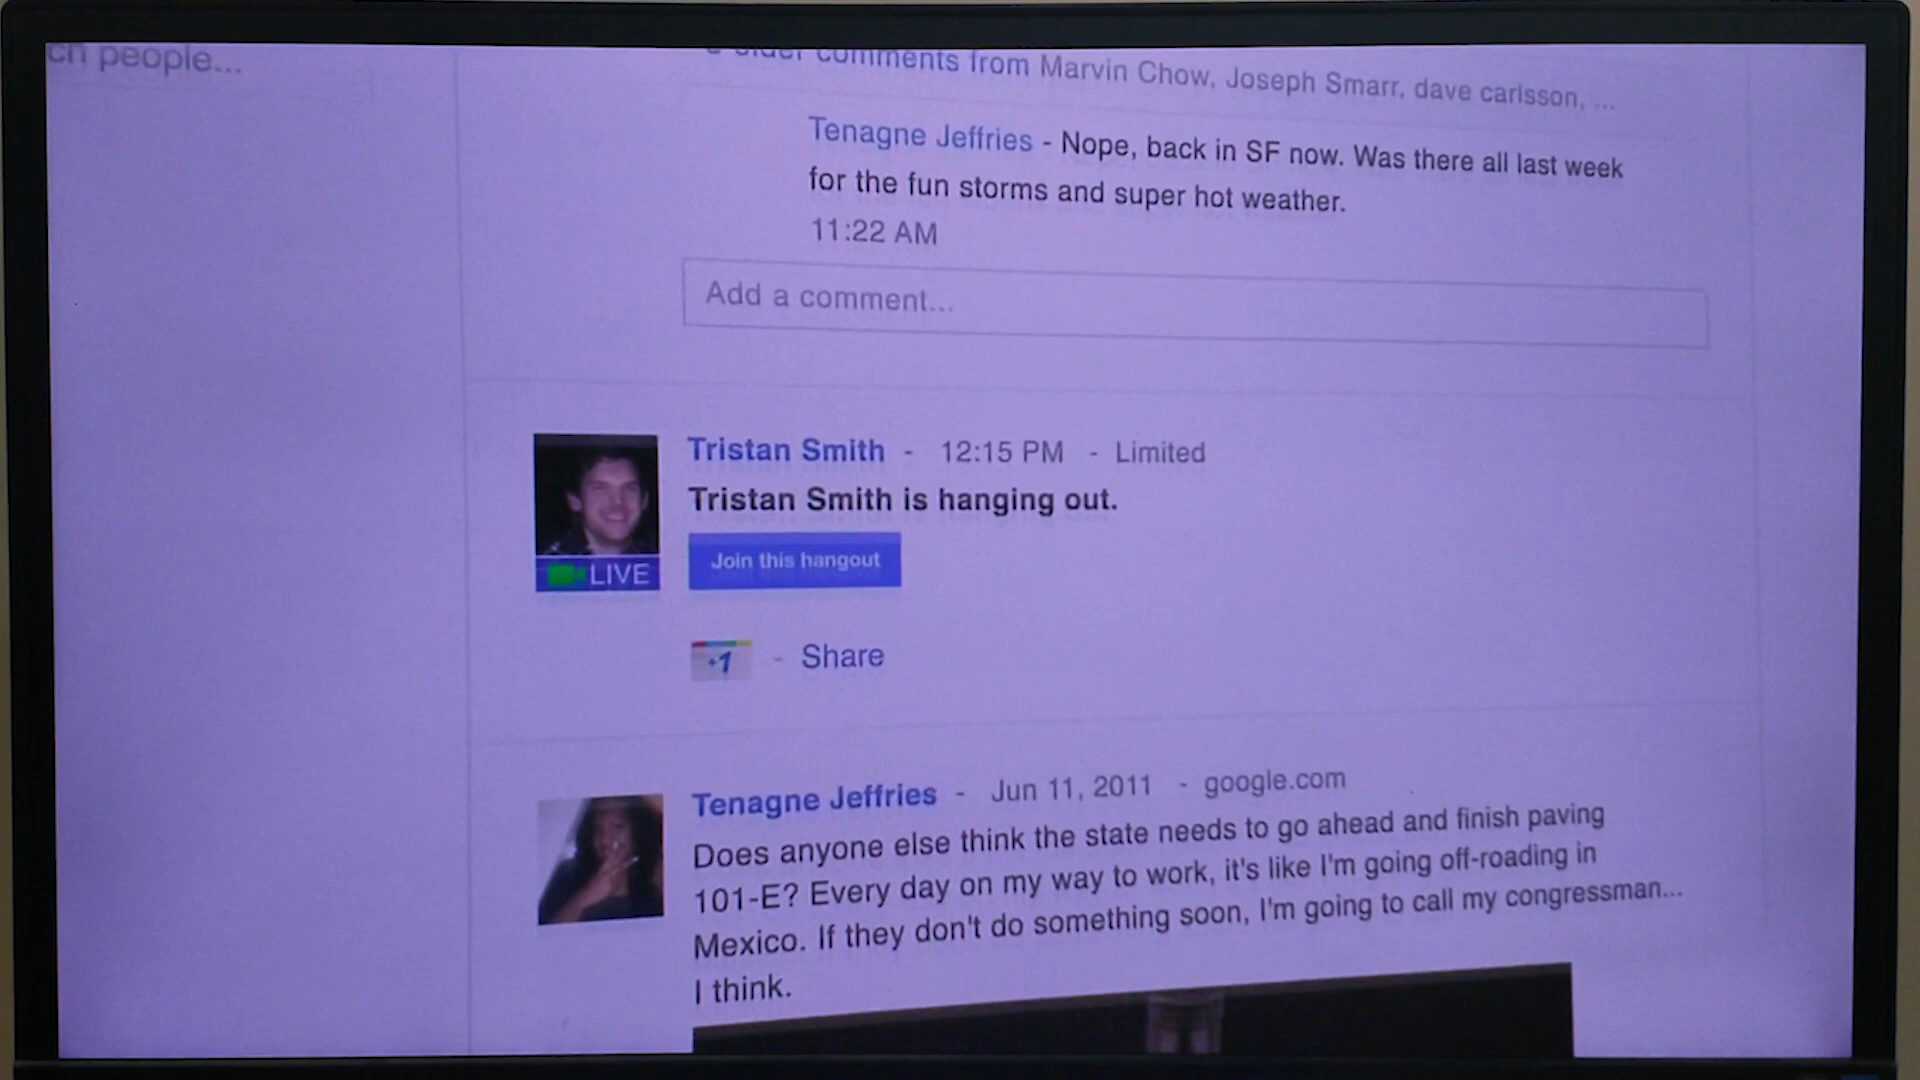 ch people...
older comments from Marvin Chow, Joseph Smarr, dave carlsson, ...
Tenagne Jeffries - Nope, back in SF now. Was there all last week
for the fun storms and super hot weather.
11:22 AM
Add a comment...
Tristan Smith - 12:15 PM - Limited
Tristan Smith is hanging out.
LIVE
Join this hangout
+1 - Share
Tenagne Jeffries - Jun 11, 2011 - google.com
Does anyone else think the state needs to go ahead and finish paving
101-E? Every day on my way to work, it's like I'm going off-roading in
Mexico. If they don't do something soon, I'm going to call my congressman...
I think.